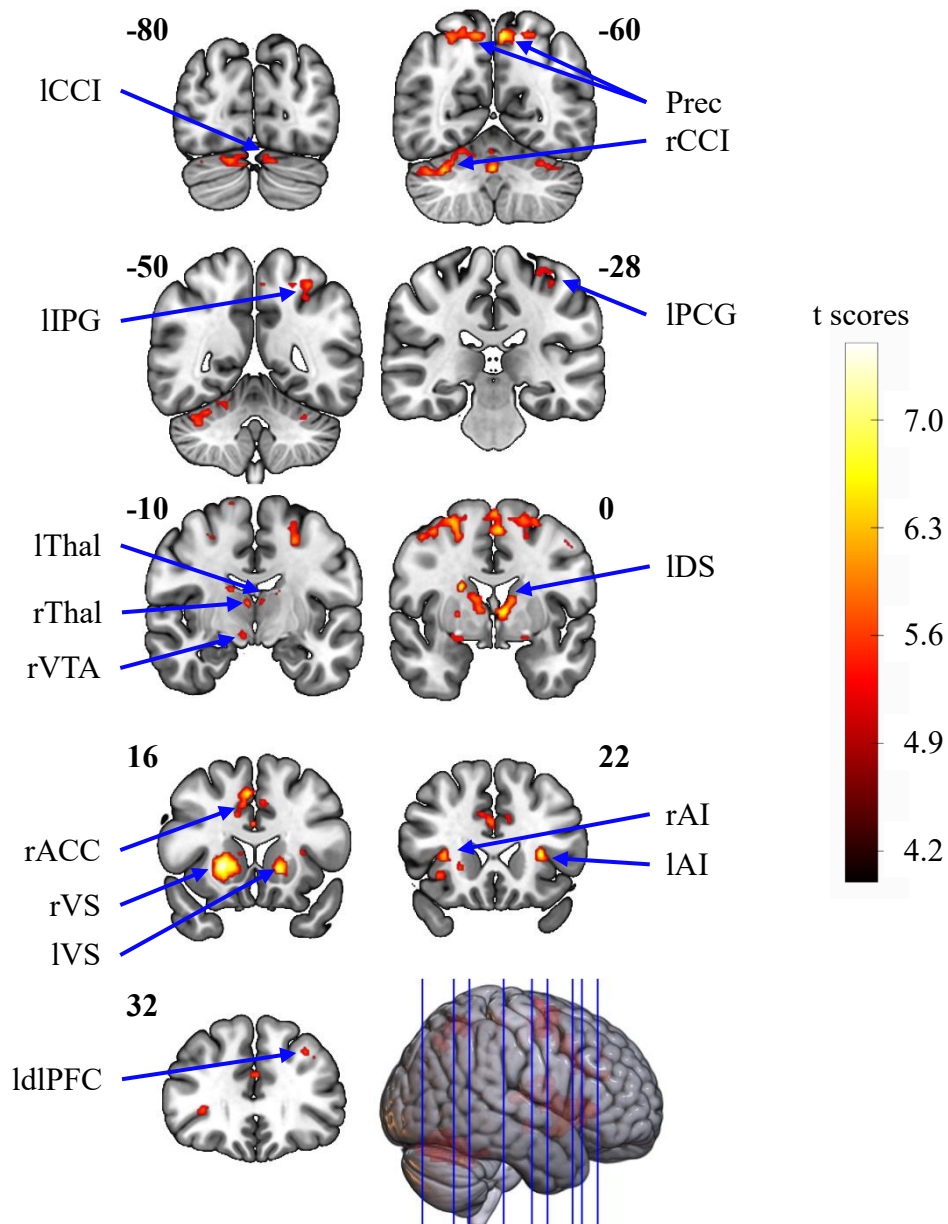 -80
-60
lCCI
Prec
rCCI
-50
-28
lIPG
lPCG
t scores
7.0
6.3
5.6
4.9
4.2
-10
0
lThal
rThal
rVTA
lDS
16
22
rACC
rVS
lVS
rAI
lAI
32
ldlPFC